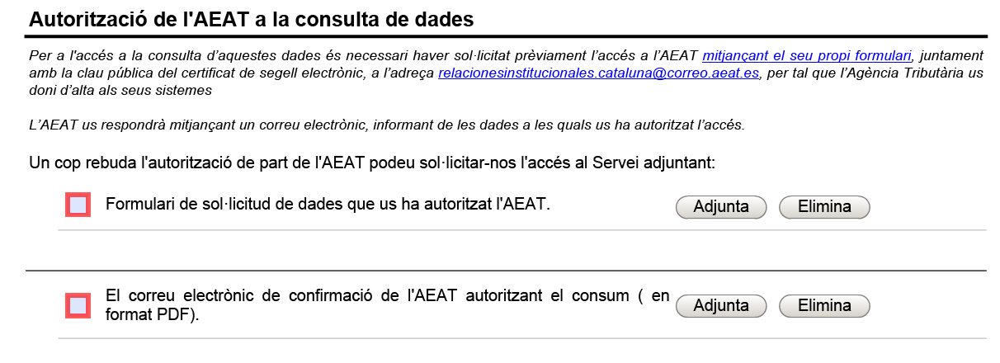 Autorització de l'AEAT a la consulta de dades
Per a l'accés a la consulta d’aquestes dades és necessari haver sol·licitat prèviament l’accés a l’AEAT mitjançant el seu propi formulari, juntament
amb la clau pública del certificat de segell electrònic, a l’adreça relacionesinstitucionales.cataluna@correo.aeat.es, per tal que l’Agència Tributària us
doni d’alta als seus sistemes
L’AEAT us respondrà mitjançant un correu electrònic, informant de les dades a les quals us ha autoritzat l’accés.
Un cop rebuda l'autorització de part de l'AEAT podeu sol·licitar-nos l'accés al Servei adjuntant:
Formulari de sol·licitud de dades que us ha autoritzat l'AEAT. Adjunta Elimina
El correu electrònic de confirmació de l'AEAT autoritzant el consum ( en
format PDF). Adjunta Elimina